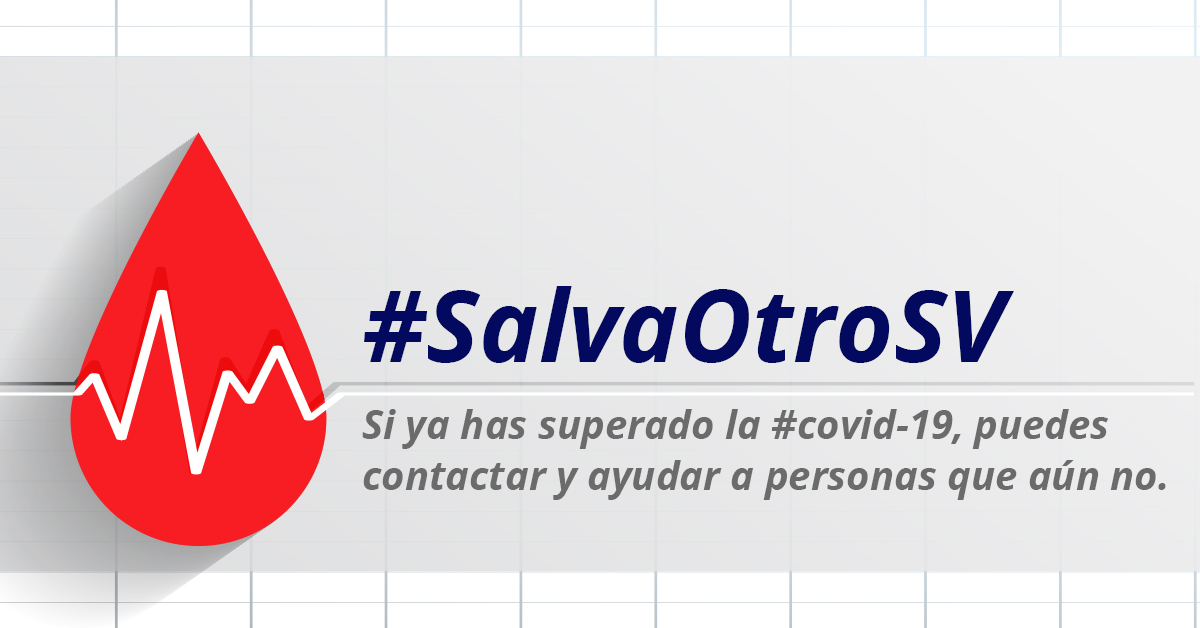 #SalvaOtroSV
Si ya has superado la #covid-19, puedes
contactar y ayudar a personas que aún no.